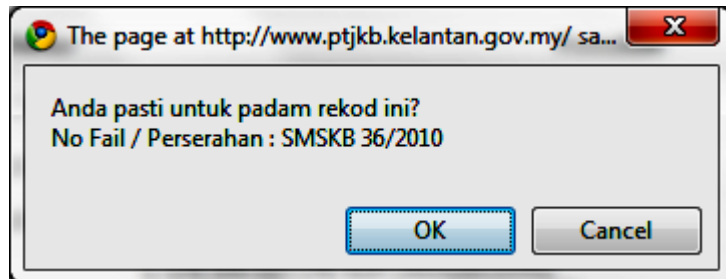 The page at http://www.ptjkb.kelantan.gov.my/ sa...
Anda pasti untuk padam rekod ini?
No Fail / Perserahan : SMSKB 36/2010
OK
Cancel